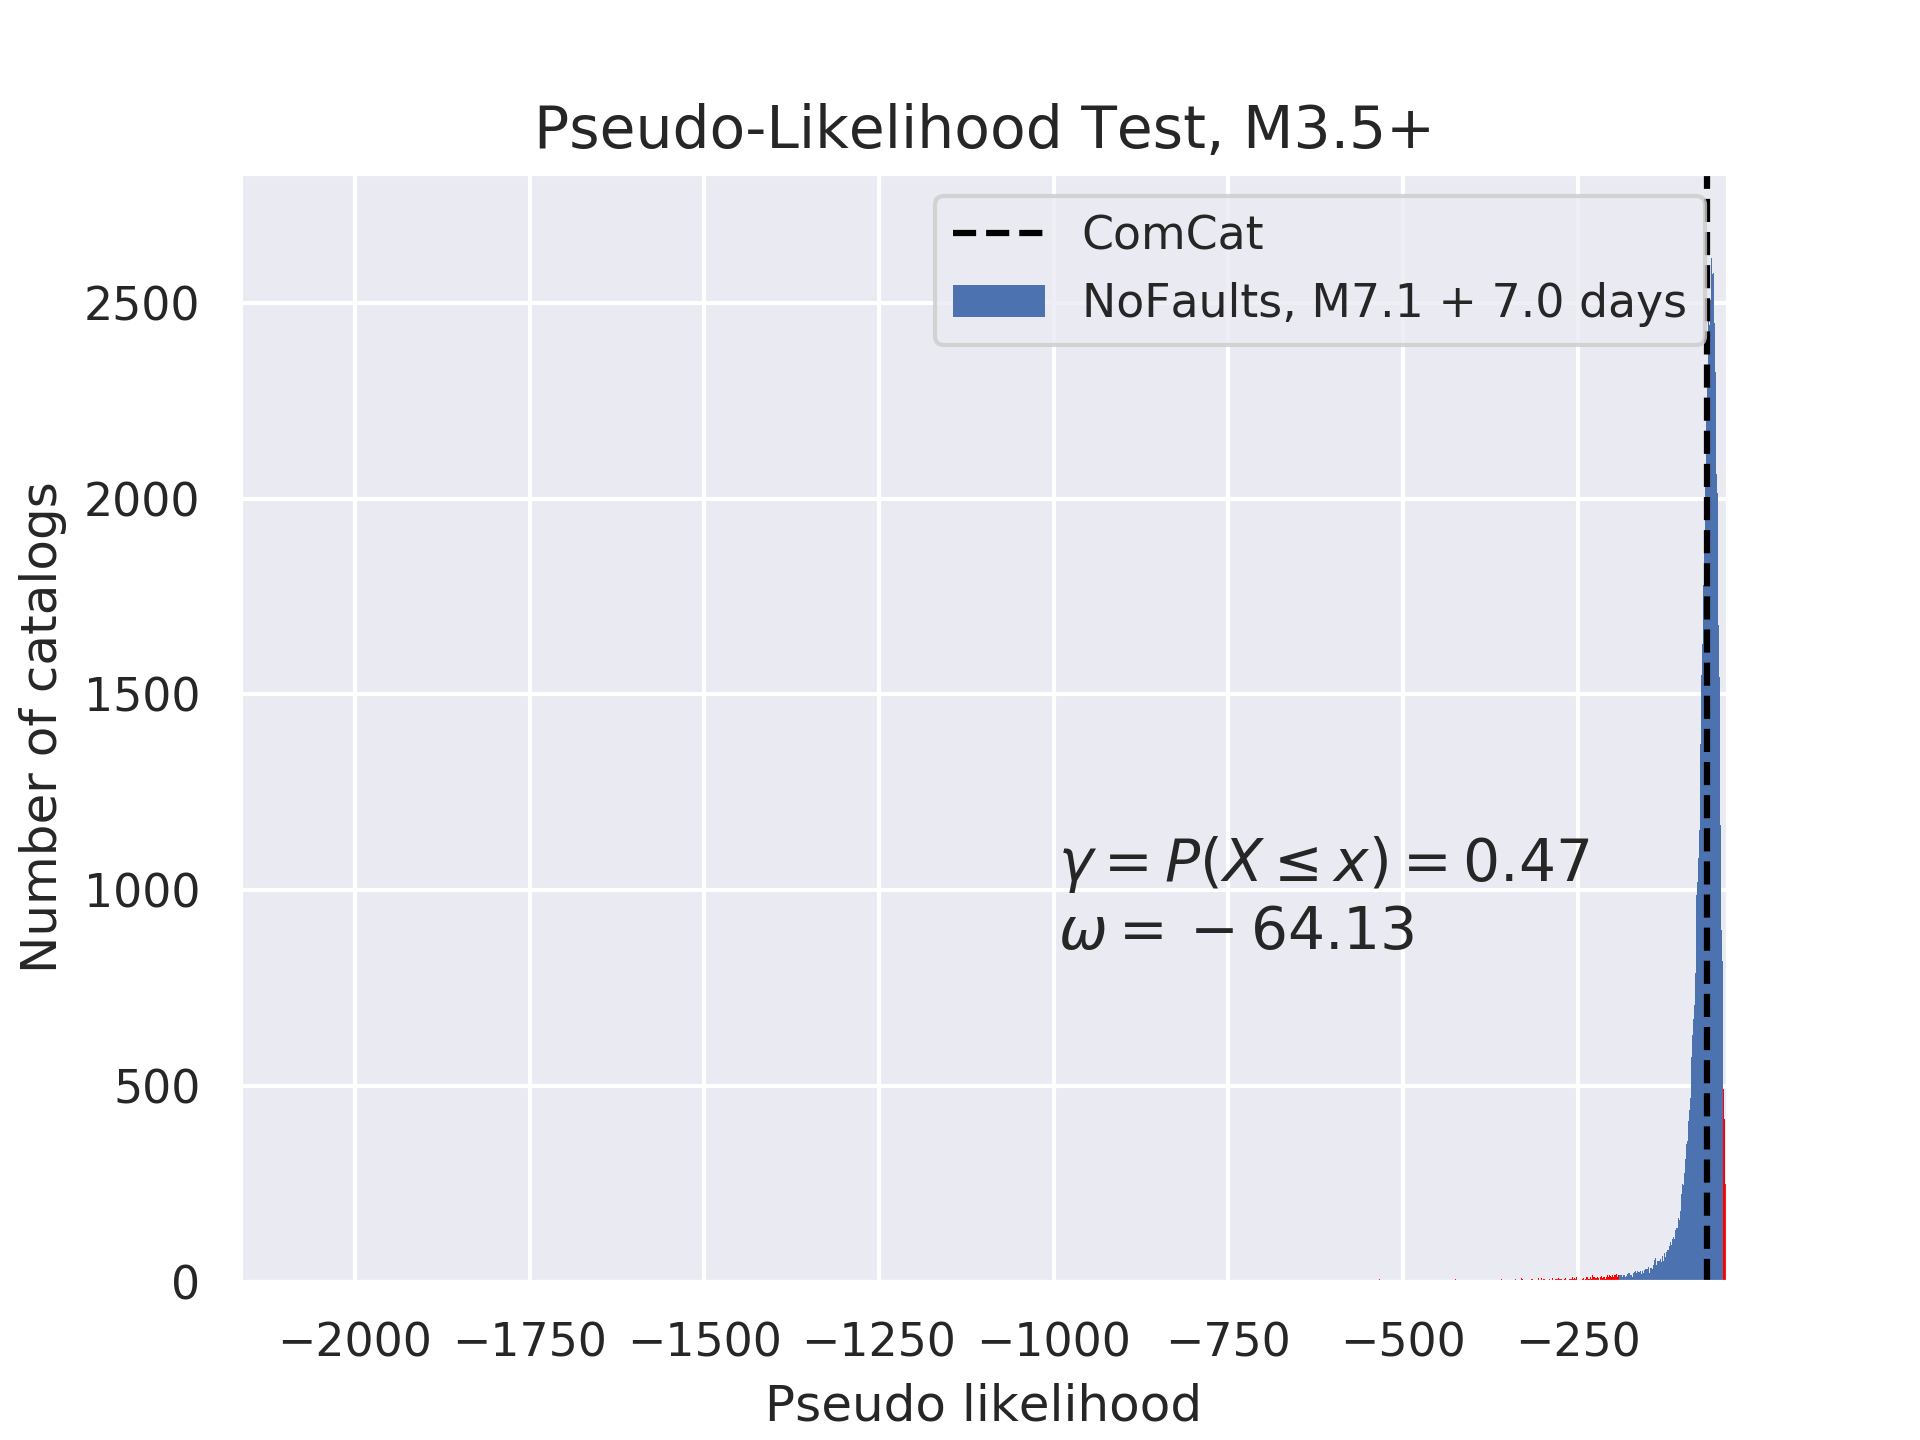 Pseudo-Likelihood Test, M3.5+
ComCat
NoFaults, M7.1 + 7.0 days
2500
2000
1500
1000
500
0
Number of catalogs
γ = P(X ≤ x) = 0.47
ω = −64.13
−2000 −1750 −1500 −1250 −1000 −750 −500 −250
Pseudo likelihood